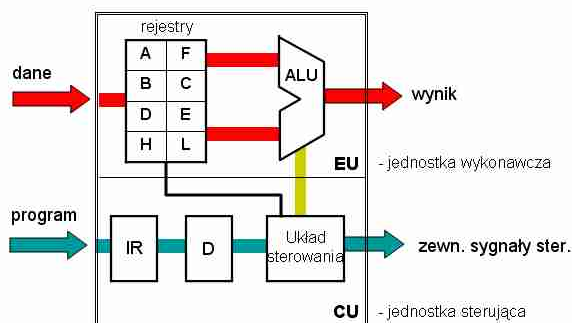 rejestry
A F
B C
D E
H L
ALU
dane
wynik
EU - jednostka wykonawcza
program
IR
D
Układ
sterowania
zewn. sygnały ster.
CU - jednostka sterująca